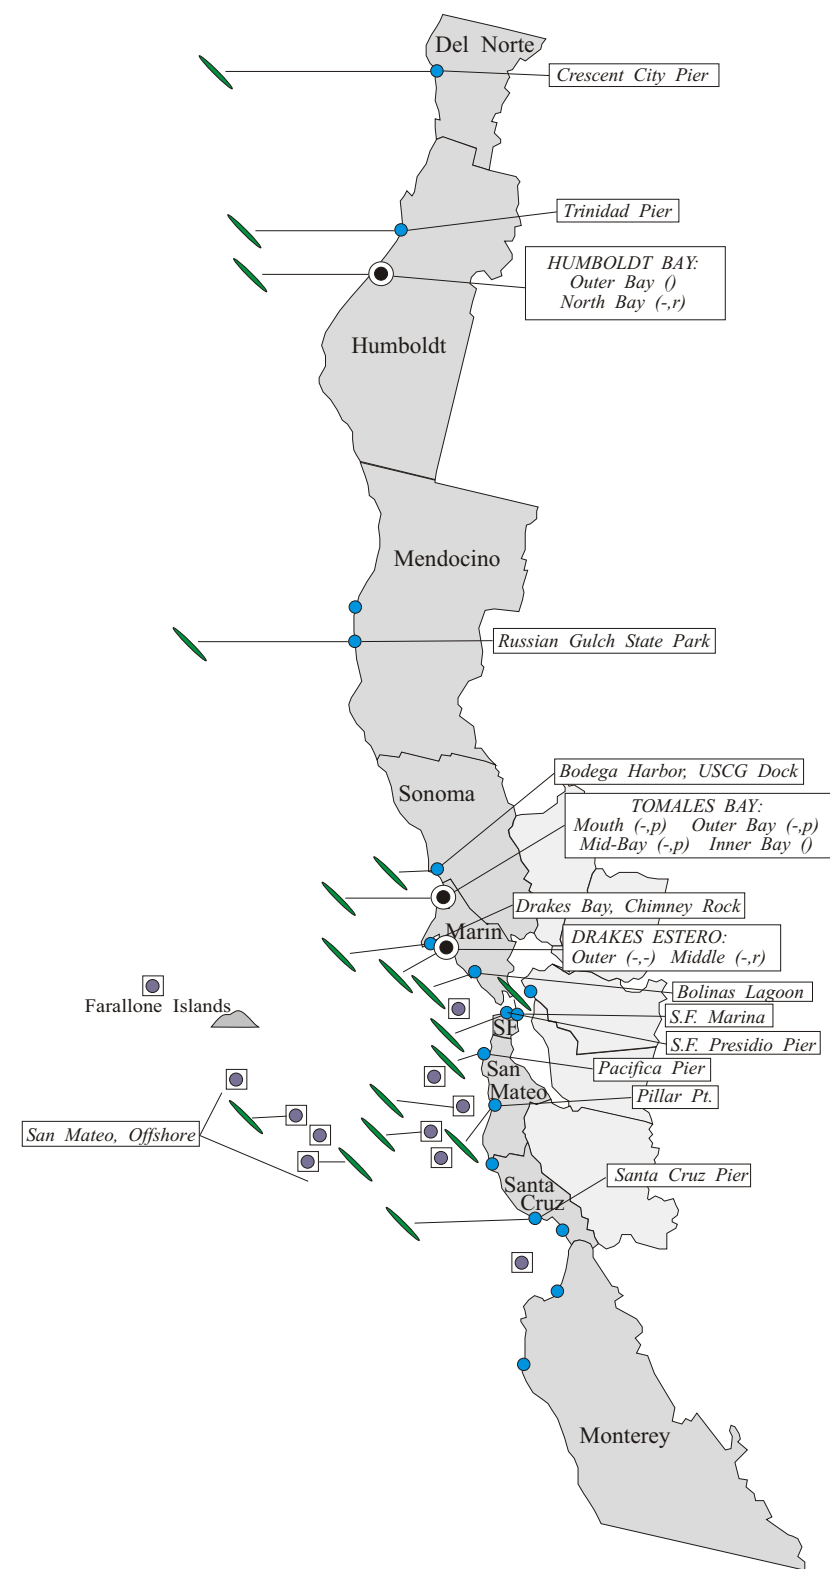 Del Norte
Crescent City Pier
Trinidad Pier
HUMBOLDT BAY:
Outer Bay ()
North Bay (-,r)
Humboldt
Mendocino
Russian Gulch State Park
Bodega Harbor, USCG Dock
Sonoma
TOMALES BAY:
Mouth (-,p) Outer Bay (-,p)
Mid-Bay (-,p) Inner Bay ()
Drakes Bay, Chimney Rock
Marin
DRAKES ESTERO:
Outer (-,-) Middle (-,r)
Bolinas Lagoon
Farallone Islands
S.F. Marina
SF
S.F. Presidio Pier
Pacifica Pier
San
Mateo
Pillar Pt.
San Mateo, Offshore
Santa Cruz Pier
Santa
Cruz
Monterey